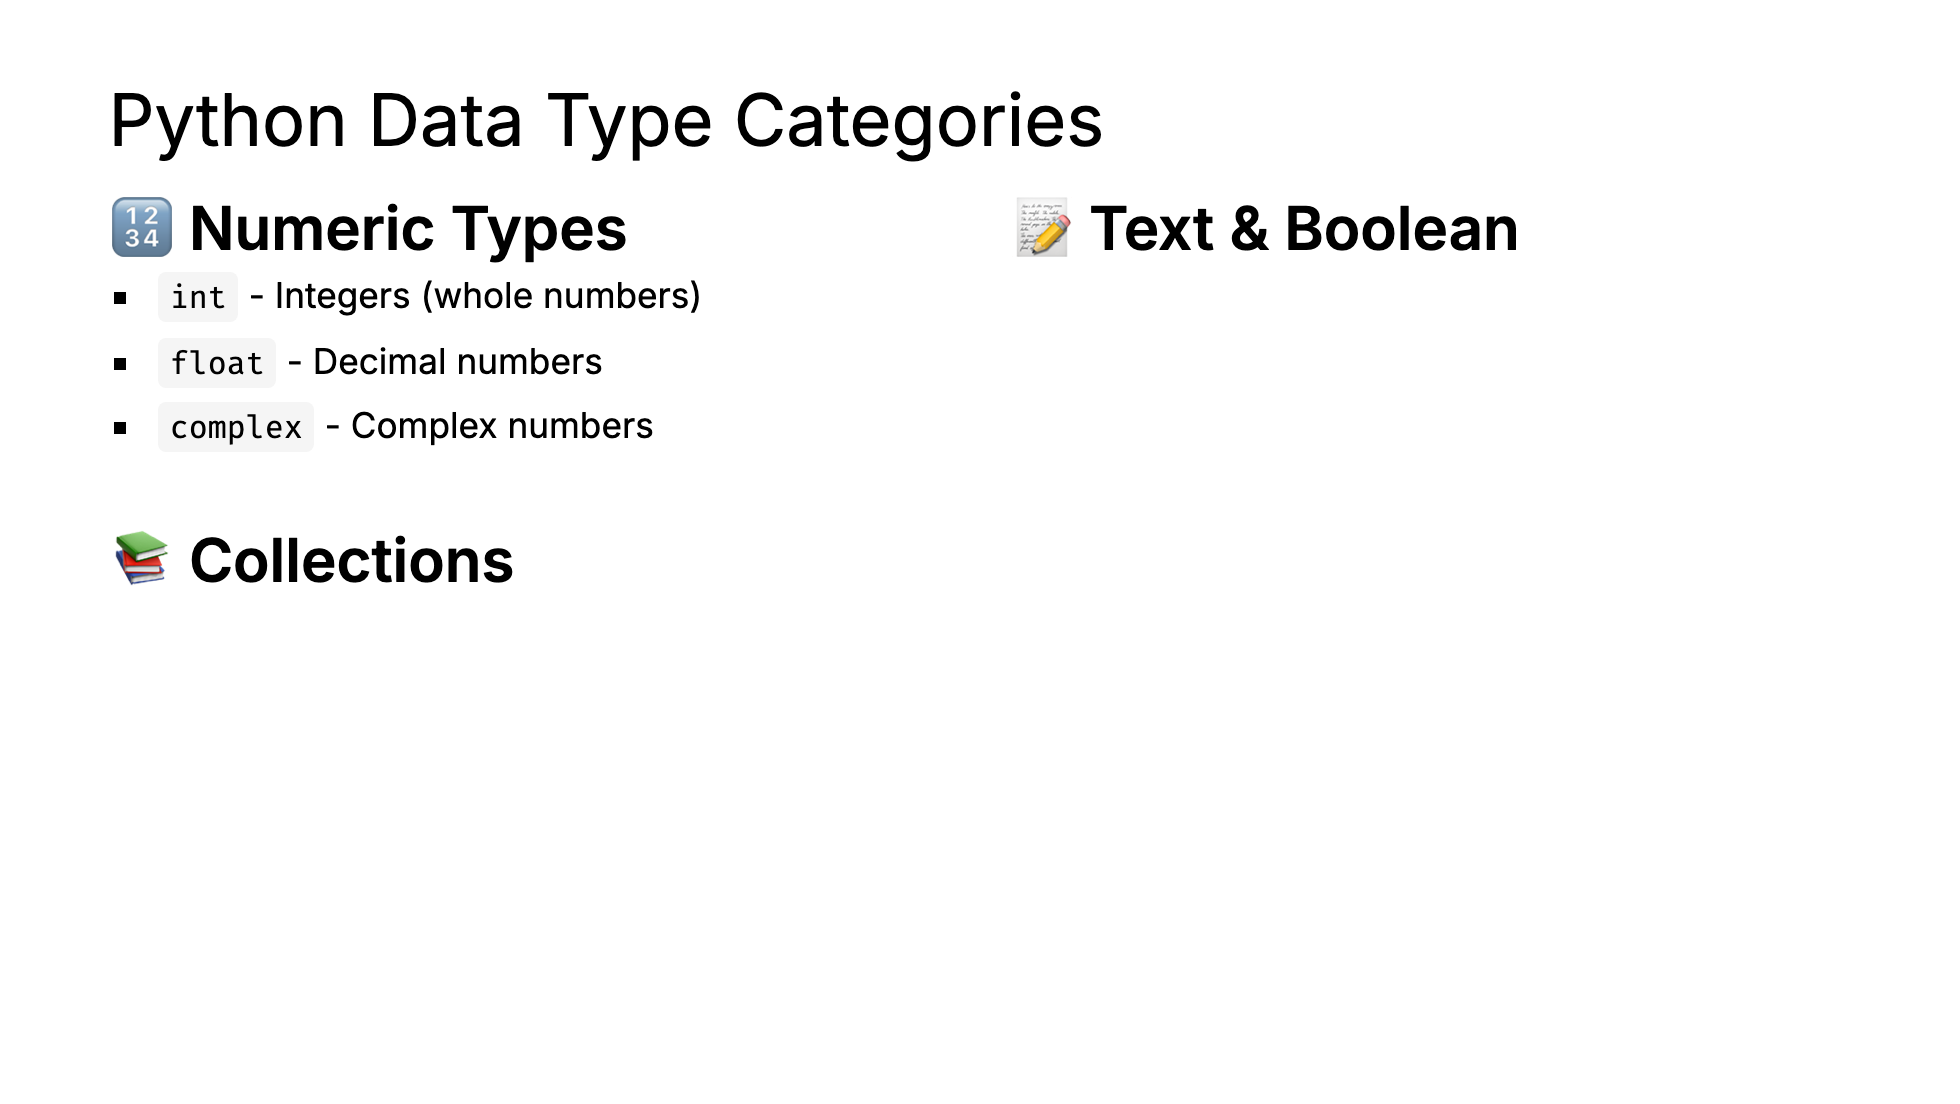 Python Data Type Categories
🔢 Numeric Types
▪ int - Integers (whole numbers)
▪ float - Decimal numbers
▪ complex - Complex numbers
📝 Text & Boolean
📚 Collections